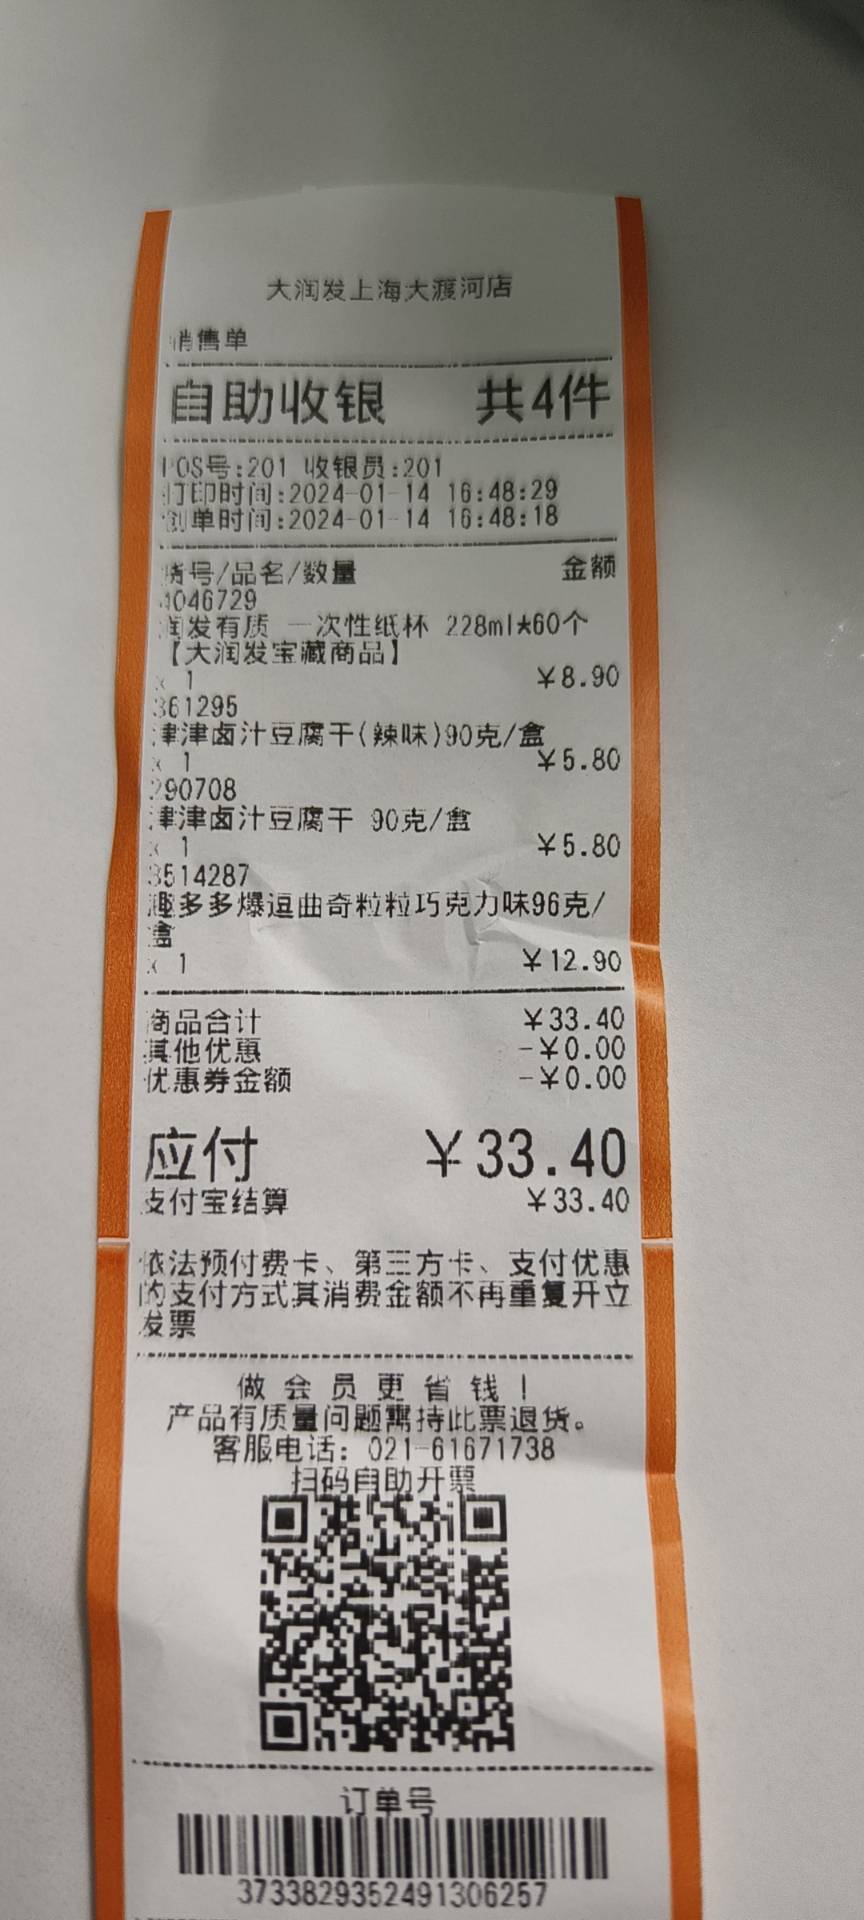 大润发上海大渡河店
销售单
自助收银 共4件
POS号:201 收银员:201
打印时间:2024-01-14 16:48:29
创单时间:2024-01-14 16:48:18
货号/品名/数量 金额
4046729
润发有质 一次性纸杯 228ml*60个
【大润发宝藏商品】
x 1 ¥8.90
361295
津津卤汁豆腐干(辣味)90克/盒
x 1 ¥5.80
290708
津津卤汁豆腐干 90克/盒
x 1 ¥5.80
3514287
趣多多爆逗曲奇粒粒巧克力味96克/
盒
x 1 ¥12.90
商品合计 ¥33.40
其他优惠 -¥0.00
优惠券金额 -¥0.00
应付 ¥33.40
支付宝结算 ¥33.40
依法预付费卡、第三方卡、支付优惠
的支付方式其消费金额不再重复开立
发票
做会员更省钱！
产品有质量问题需持此票退货。
客服电话：021-61671738
扫码自助开票
订单号
3733829352491306257